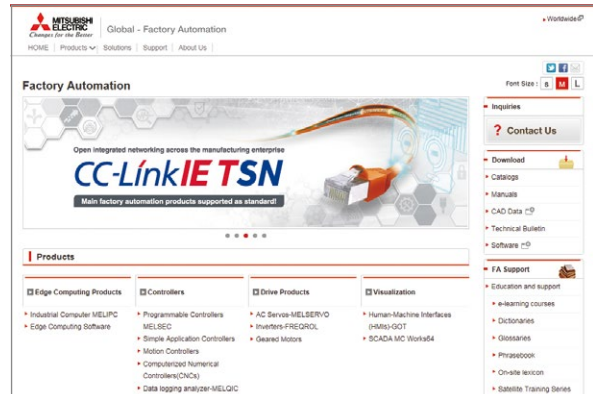 MITSUBISHI
ELECTRIC
Changes for the Better
Global - Factory Automation
Worldwide
HOME | Products | Solutions | Support | About Us
Factory Automation
Font Size : S M L
Open integrated networking across the manufacturing enterprise
CC-Link IE TSN
Main factory automation products supported as standard!
Products
Edge Computing Products
Industrial Computer MELIPC
Edge Computing Software
Controllers
Programmable Controllers
MELSEC
Simple Application Controllers
Motion Controllers
Computerized Numerical
Controllers(CNCs)
Data logging analyzer-MELQIC
Drive Products
AC Servos-MELSERVO
Inverters-FREQROL
Geared Motors
Visualization
Human-Machine Interfaces
(HMIs)-GOT
SCADA MC Works64
Inquiries
? Contact Us
Download
Catalogs
Manuals
CAD Data
Technical Bulletin
Software
FA Support
Education and support
e-learning courses
Dictionaries
Glossaries
Phrasebook
On-site lexicon
Satellite Training Series